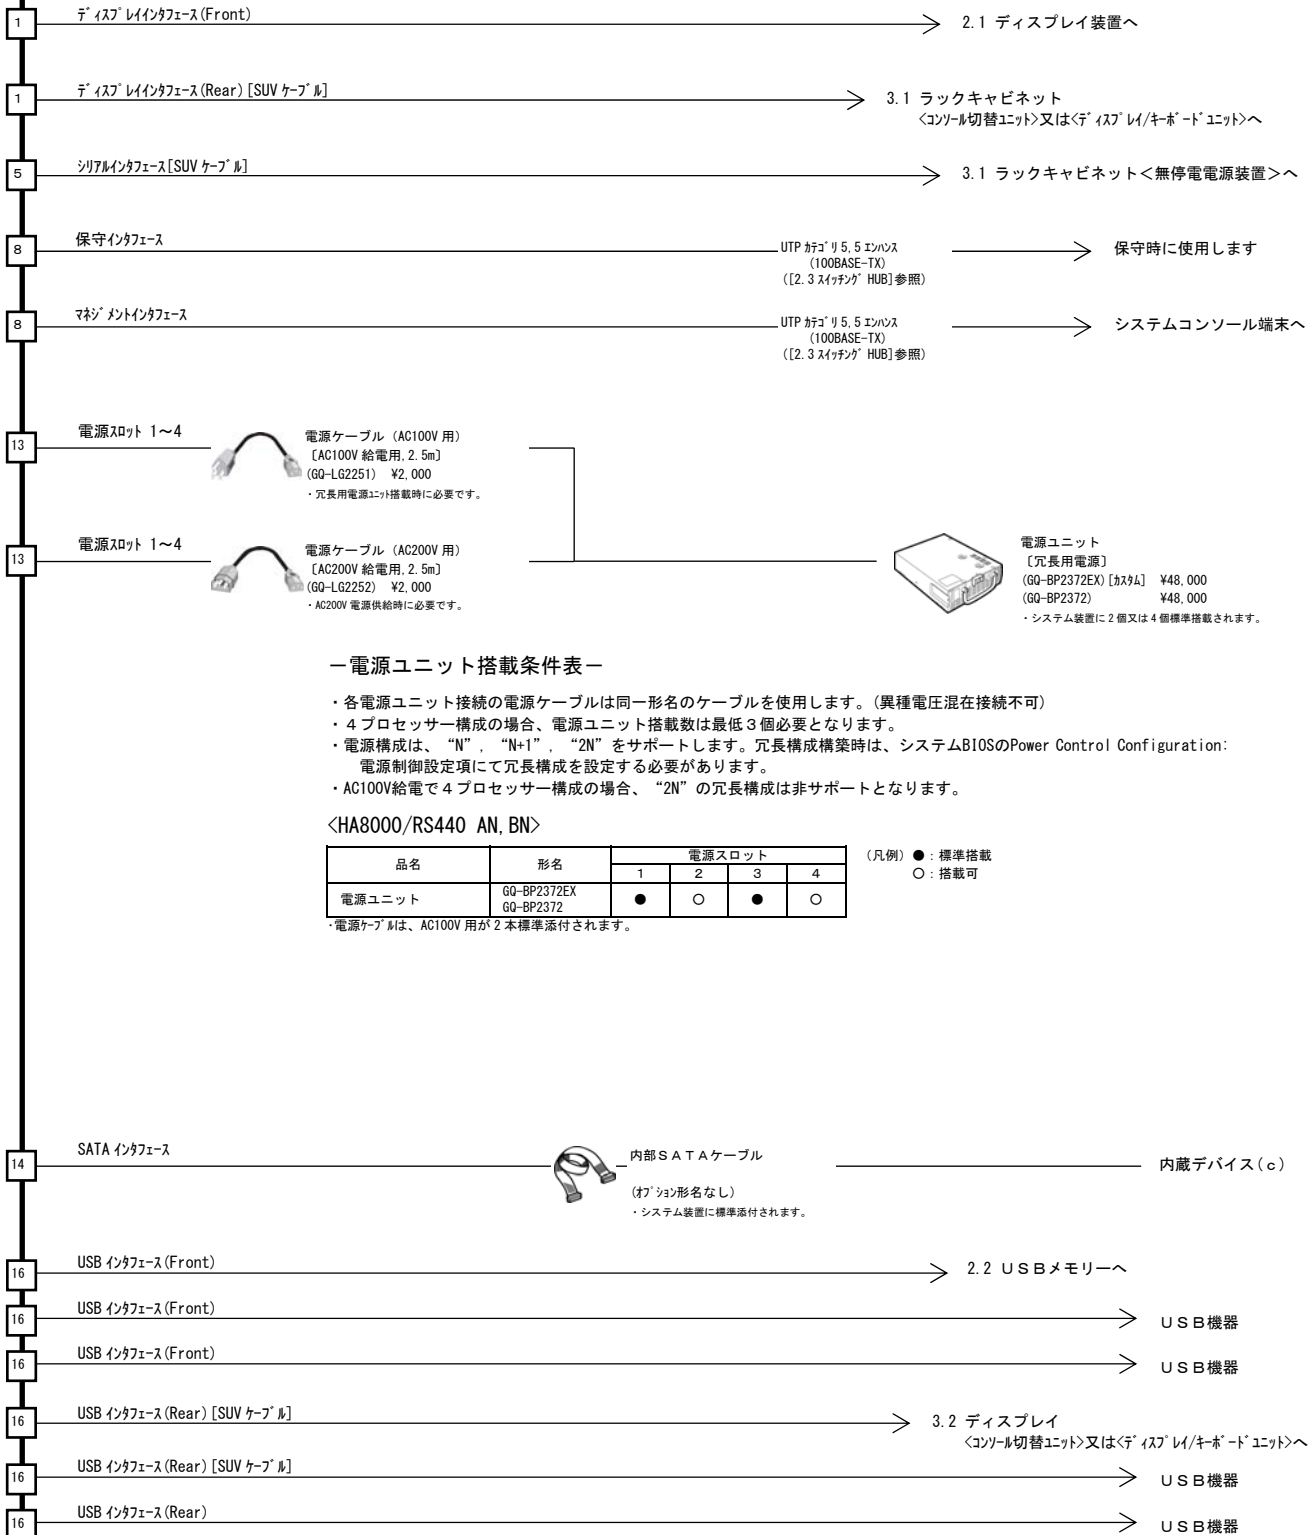 1
ﾃﾞｨｽﾌﾟﾚｲｲﾝﾀﾌｪｰｽ(Front)
2.1 ディスプレイ装置へ
1
ﾃﾞｨｽﾌﾟﾚｲｲﾝﾀﾌｪｰｽ(Rear)[SUV ｹｰﾌﾞﾙ]
3.1 ラックキャビネット
<ｺﾝｿｰﾙ切替ﾕﾆｯﾄ>又は<ﾃﾞｨｽﾌﾟﾚｲ/ｷｰﾎﾞｰﾄﾞﾕﾆｯﾄ>へ
5
ｼﾘｱﾙｲﾝﾀﾌｪｰｽ[SUV ｹｰﾌﾞﾙ]
3.1 ラックキャビネット＜無停電電源装置＞へ
8
保守ｲﾝﾀﾌｪｰｽ
UTP ｶﾃｺﾞﾘ 5,5 ｴﾝﾊﾝｽ
(100BASE-TX)
([2.3 ｽｲｯﾁﾝｸﾞ HUB]参照)
保守時に使用します
8
ﾏﾈｼﾞﾒﾝﾄｲﾝﾀﾌｪｰｽ
UTP ｶﾃｺﾞﾘ 5,5 ｴﾝﾊﾝｽ
(100BASE-TX)
([2.3 ｽｲｯﾁﾝｸﾞ HUB]参照)
システムコンソール端末へ
13
電源ｽﾛｯﾄ 1～4
電源ケーブル（AC100V 用）
〔AC100V 給電用,2.5m〕
(GQ-LG2251) ¥2,000
・冗長用電源ﾕﾆｯﾄ搭載時に必要です。
13
電源ｽﾛｯﾄ 1～4
電源ケーブル（AC200V 用）
〔AC200V 給電用,2.5m〕
(GQ-LG2252) ¥2,000
・AC200V 電源供給時に必要です。
電源ユニット
〔冗長用電源〕
(GQ-BP2372EX)[ｶｽﾀﾑ] ¥48,000
(GQ-BP2372) ¥48,000
・システム装置に 2 個又は 4 個標準搭載されます。
－電源ユニット搭載条件表－
・各電源ユニット接続の電源ケーブルは同一形名のケーブルを使用します。(異種電圧混在接続不可)
・４プロセッサー構成の場合、電源ユニット搭載数は最低３個必要となります。
・電源構成は、“N”, “N+1”, “2N”をサポートします。冗長構成構築時は、システムBIOSのPower Control Configuration:
電源制御設定項にて冗長構成を設定する必要があります。
・AC100V給電で４プロセッサー構成の場合、“2N”の冗長構成は非サポートとなります。
<HA8000/RS440 AN,BN>
品名 形名 電源スロット
1 2 3 4
電源ユニット GQ-BP2372EX
GQ-BP2372 ● ○ ● ○
(凡例) ●：標準搭載
○：搭載可
･電源ｹｰﾌﾞﾙは、AC100V 用が 2 本標準添付されます。
14
SATA ｲﾝﾀﾌｪｰｽ
内部ＳＡＴＡケーブル
(ｵﾌﾟｼｮﾝ形名なし)
・システム装置に標準添付されます。
内蔵デバイス(ｃ)
16
USB ｲﾝﾀﾌｪｰｽ(Front)
2.2 ＵＳＢメモリーへ
16
USB ｲﾝﾀﾌｪｰｽ(Front)
ＵＳＢ機器
16
USB ｲﾝﾀﾌｪｰｽ(Front)
ＵＳＢ機器
16
USB ｲﾝﾀﾌｪｰｽ(Rear)[SUV ｹｰﾌﾞﾙ]
3.2 ディスプレイ
<ｺﾝｿｰﾙ切替ﾕﾆｯﾄ>又は<ﾃﾞｨｽﾌﾟﾚｲ/ｷｰﾎﾞｰﾄﾞﾕﾆｯﾄ>へ
16
USB ｲﾝﾀﾌｪｰｽ(Rear)[SUV ｹｰﾌﾞﾙ]
ＵＳＢ機器
16
USB ｲﾝﾀﾌｪｰｽ(Rear)
ＵＳＢ機器